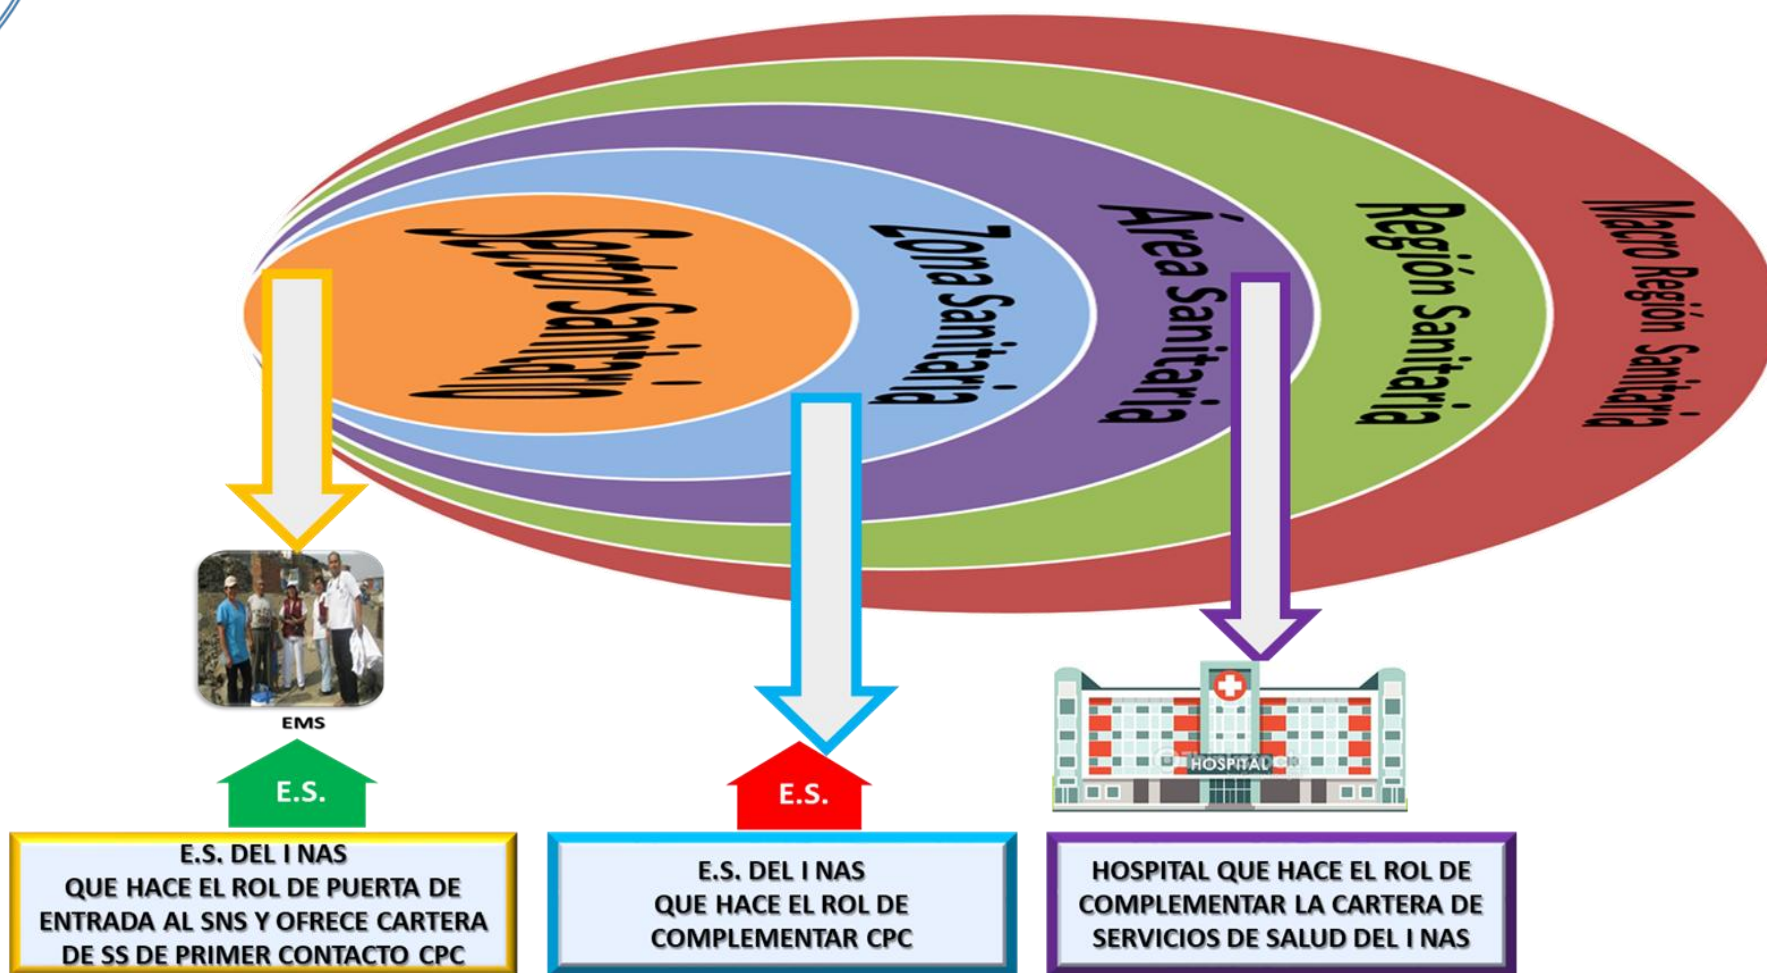 Sector Sanitario
Zona Sanitaria
Área Sanitaria
Región Sanitaria
Macro Región Sanitaria
EMS
E.S.
E.S.
HOSPITAL
E.S. DEL I NAS
QUE HACE EL ROL DE PUERTA DE
ENTRADA AL SNS Y OFRECE CARTERA
DE SS DE PRIMER CONTACTO CPC
E.S. DEL I NAS
QUE HACE EL ROL DE
COMPLEMENTAR CPC
HOSPITAL QUE HACE EL ROL DE
COMPLEMENTAR LA CARTERA DE
SERVICIOS DE SALUD DEL I NAS